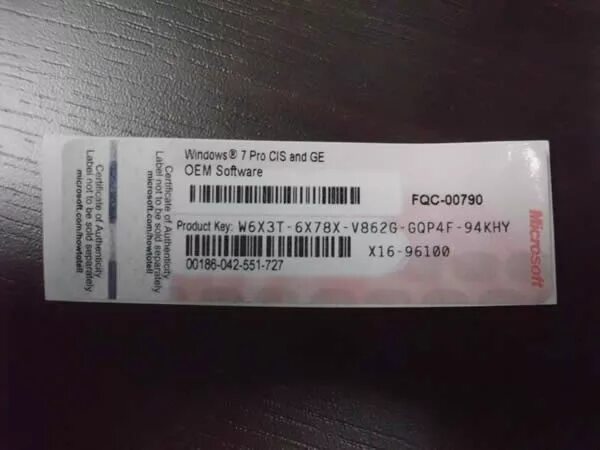 Certificate of Authenticity
Label not to be sold separately
microsoft.com/howtotell
Certificate of Authenticity
Label not to be sold separately
microsoft.com/howtotell
Windows® 7 Pro CIS and GE
OEM Software
FQC-00790
Product Key: W6X3T-6X78X-V862G-GQP4F-94KHY
X16-96100
00186-042-551-727
Microsoft